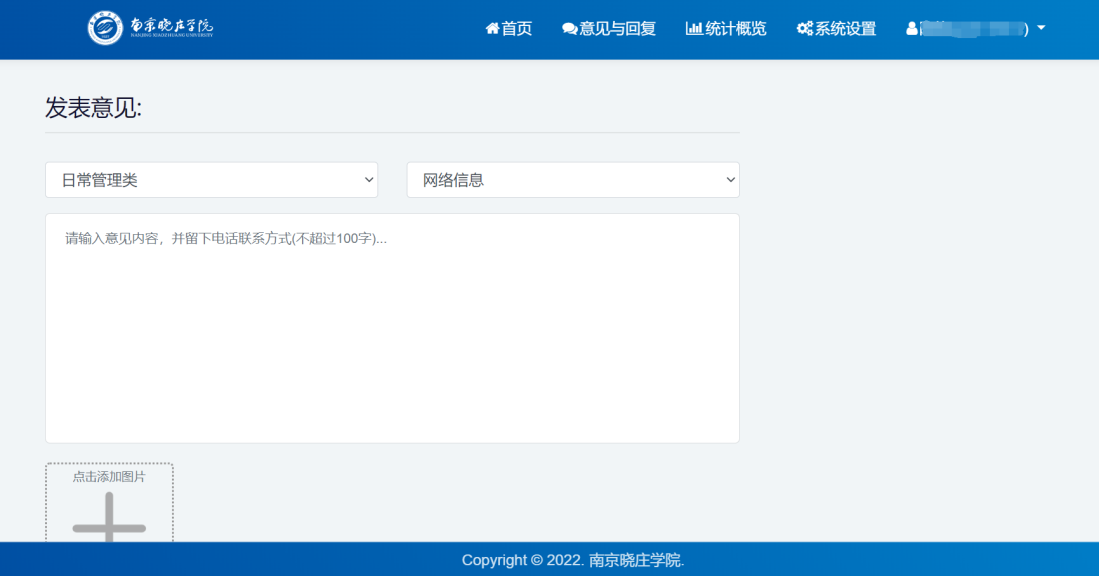 南京晓庄学院
NANJING XIAOZHUANG UNIVERSITY
首页
意见与回复
统计概览
系统设置
)
发表意见:
日常管理类
网络信息
请输入意见内容，并留下电话联系方式(不超过100字)...
点击添加图片
Copyright © 2022. 南京晓庄学院.